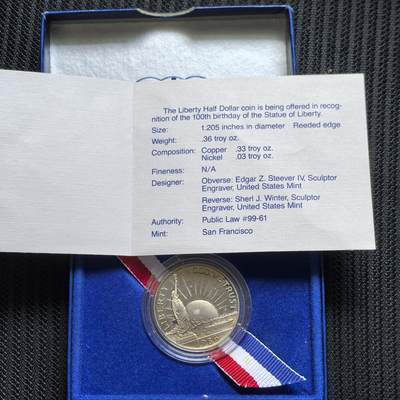 The Liberty Half Dollar coin is being offered in recog-
nition of the 100th birthday of the Statue of Liberty.
Size: 1.205 inches in diameter Reeded edge
Weight: .36 troy oz.
Composition: Copper .33 troy oz.
Nickel .03 troy oz.
Fineness: N/A
Designer: Obverse: Edgar Z. Steever IV, Sculptor
Engraver, United States Mint
Reverse: Sherl J. Winter, Sculptor
Engraver, United States Mint
Authority: Public Law #99-61
Mint: San Francisco
LIBERTY
TRUST